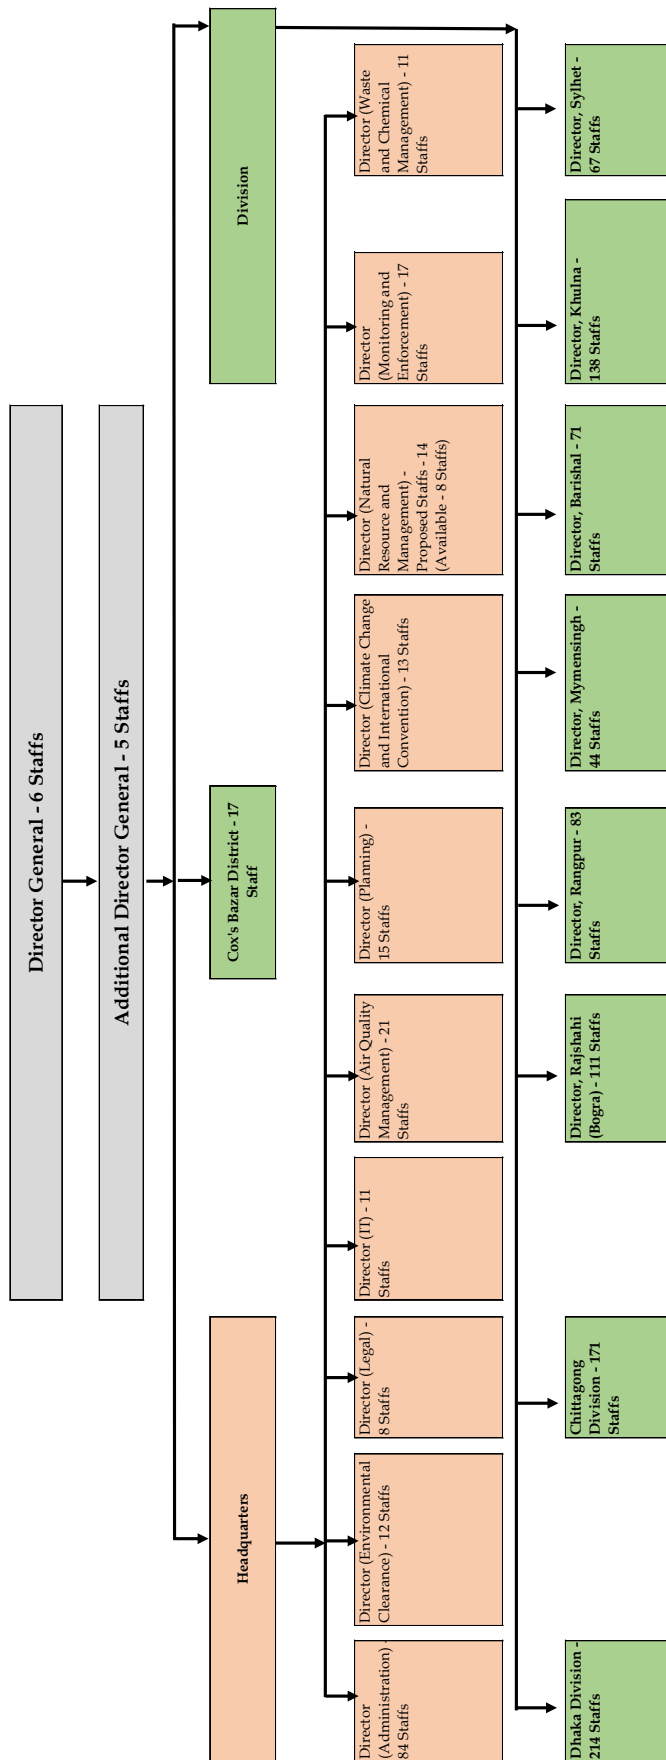 Director General - 6 Staffs
Additional Director General - 5 Staffs
Headquarters
Cox's Bazar District - 17
Staff
Division
Director
(Administration) -
84 Staffs
Director (Environmental
Clearance) - 12 Staffs
Director (Legal) -
8 Staffs
Director (IT) - 11
Staffs
Director (Air Quality
Management) - 21
Staffs
Director (Planning) -
15 Staffs
Director (Climate Change
and International
Convention) - 13 Staffs
Director (Natural
Resource and
Management) -
Proposed Staffs - 14
(Available - 8 Staffs)
Director
(Monitoring and
Enforcement) - 17
Staffs
Director (Waste
and Chemical
Management) - 11
Staffs
Dhaka Division -
214 Staffs
Chittagong
Division - 171
Staffs
Director, Rajshahi
(Bogra) - 111 Staffs
Director, Rangpur - 83
Staffs
Director, Mymensingh -
44 Staffs
Director, Barishal - 71
Staffs
Director, Khulna -
138 Staffs
Director, Sylhet -
67 Staffs